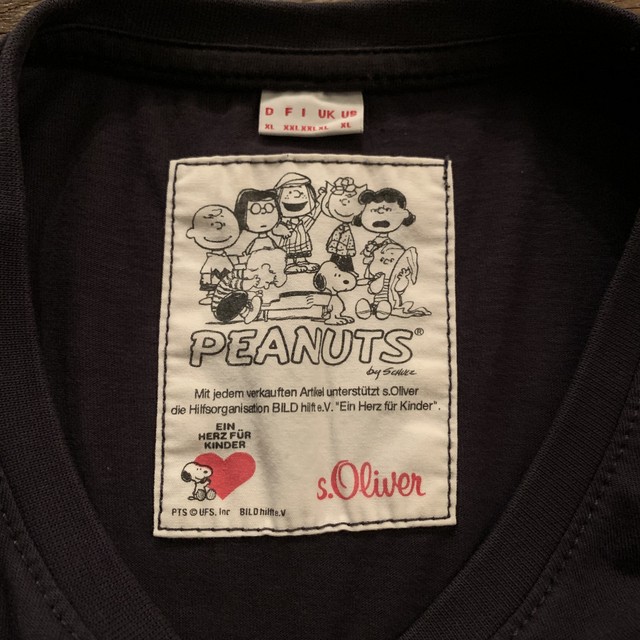 D F I UK US
XL XXL XXL XL XL
PEANUTS®
by SCHULZ
Mit jedem verkauften Artikel unterstützt s.Oliver
die Hilfsorganisation BILD hilft e.V. "Ein Herz für Kinder".
EIN
HERZ FÜR
KINDER
s.Oliver
PTS © UFS, Inc BILD hilft e.V